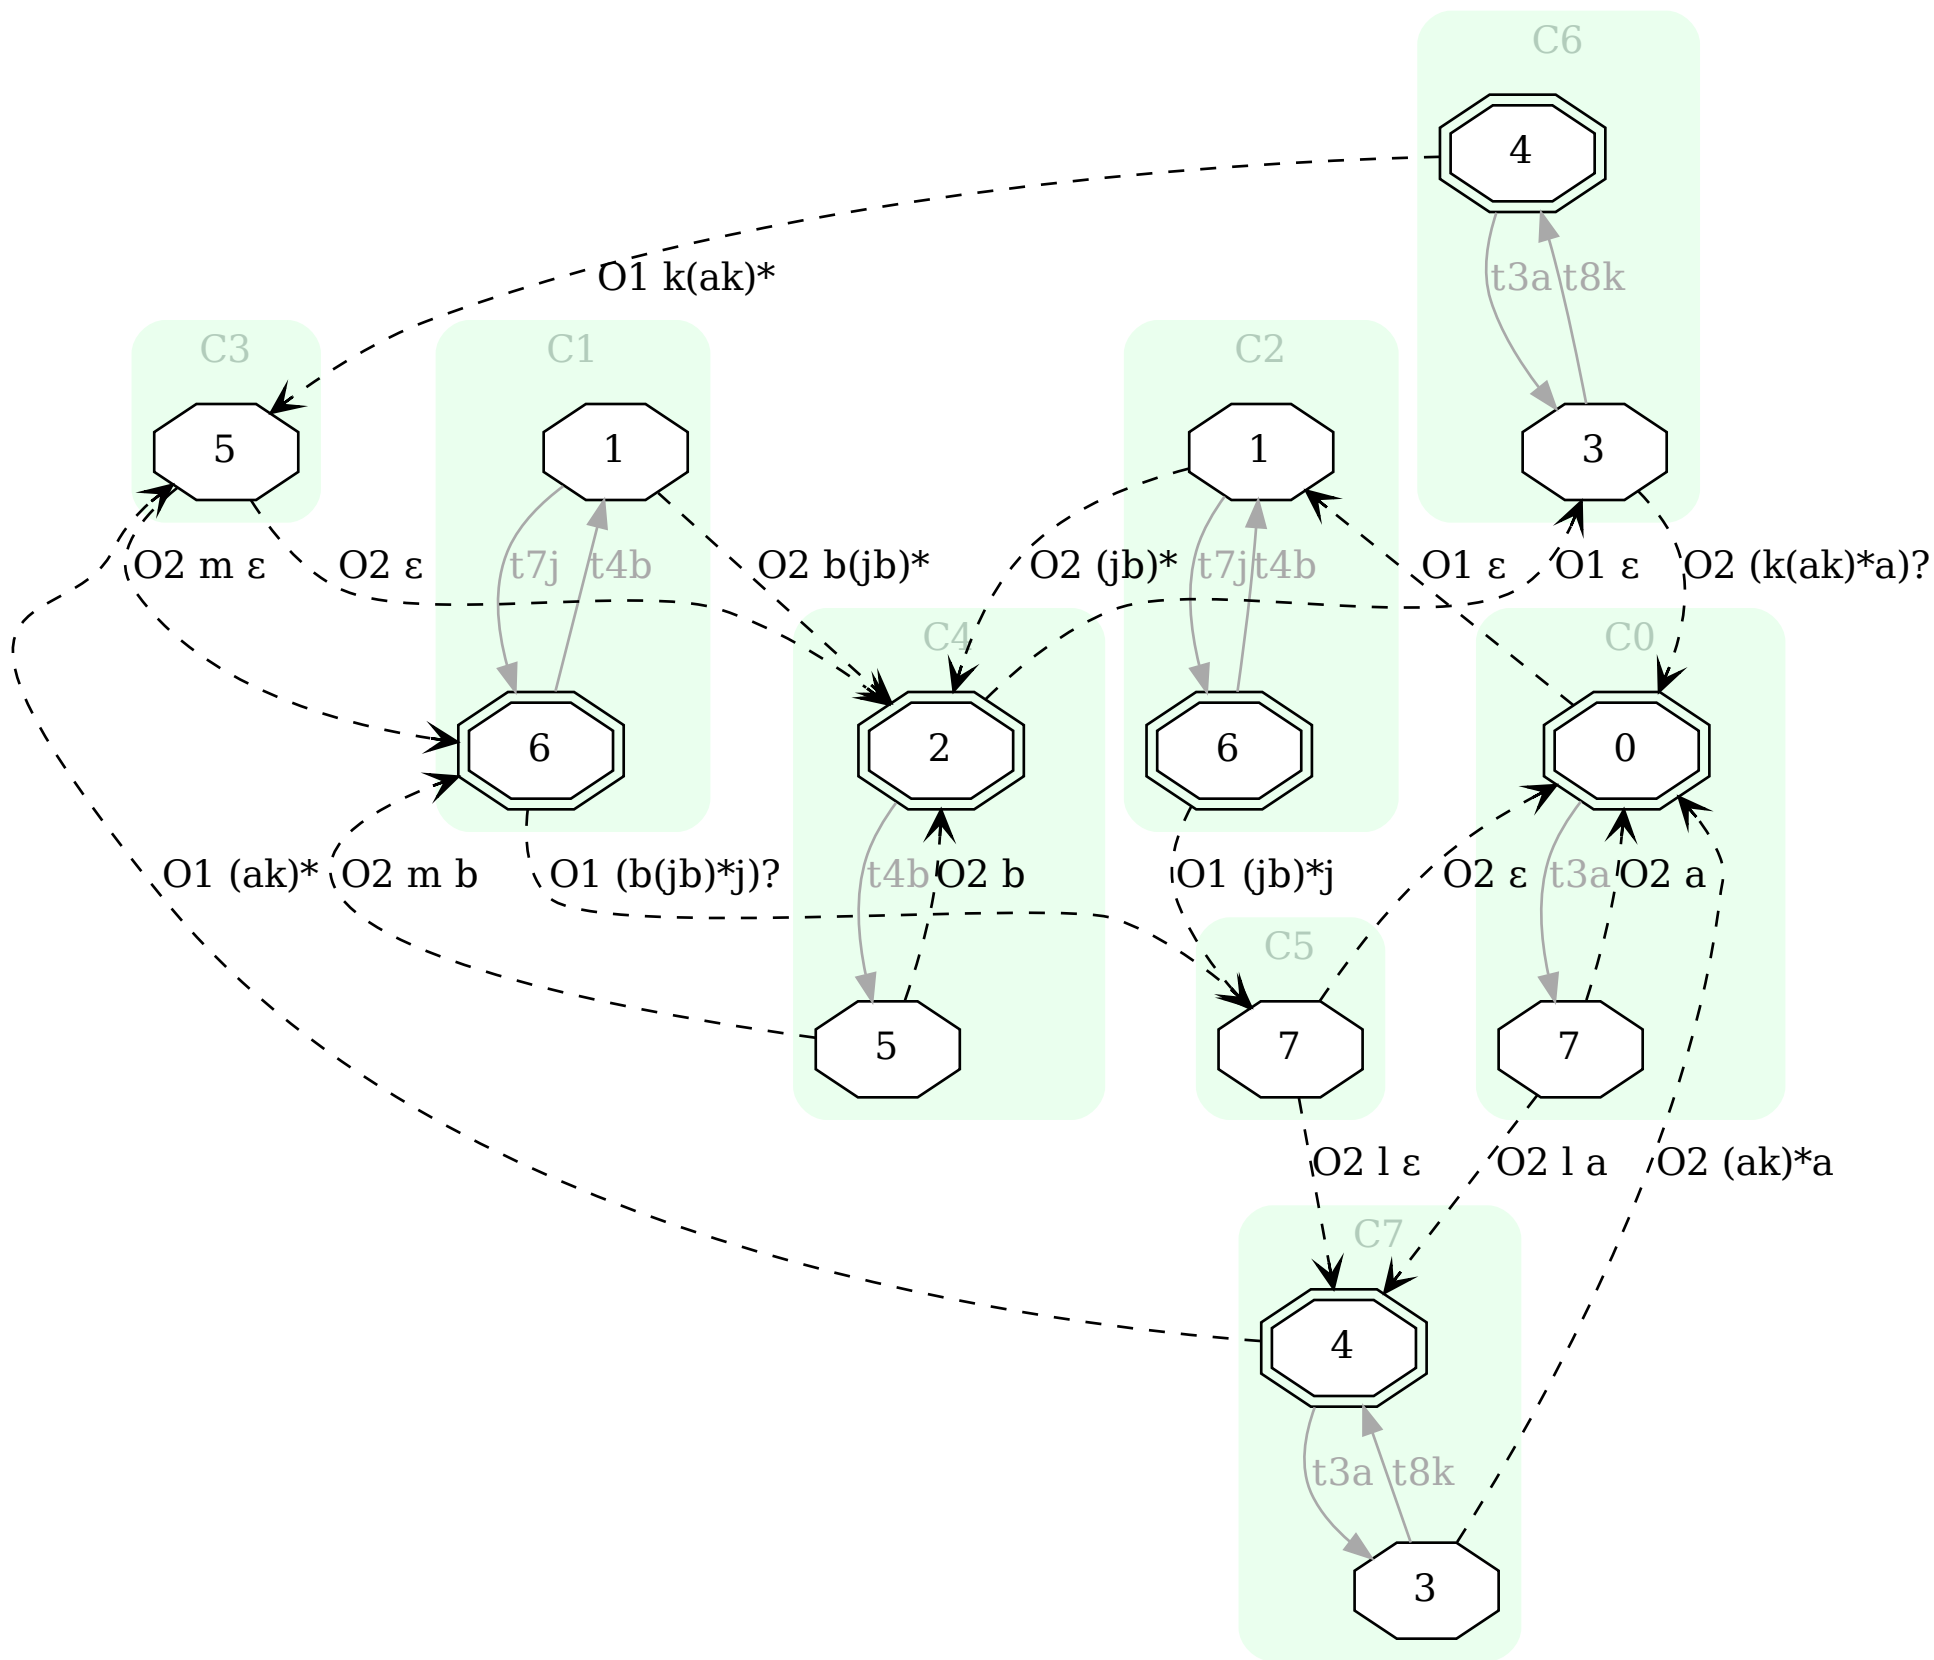 C6
4
t3a t8k
O1 k(ak)*
C3
C1
C2
5
1
1
3
O2 m ε
O2 ε
t7j
t4b
O2 b(jb)*
O2 (jb)*
t7j
t4b
O1 ε
O1 ε
O2 (k(ak)*a)?
C4
C0
6
2
6
0
O1 (ak)*
O2 m b
O1 (b(jb)*j)?
t4b
O2 b
O1 (jb)*j
O2 ε
t3a
O2 a
C5
5
7
7
O2 l ε
O2 l a
O2 (ak)*a
C7
4
t3a
t8k
3